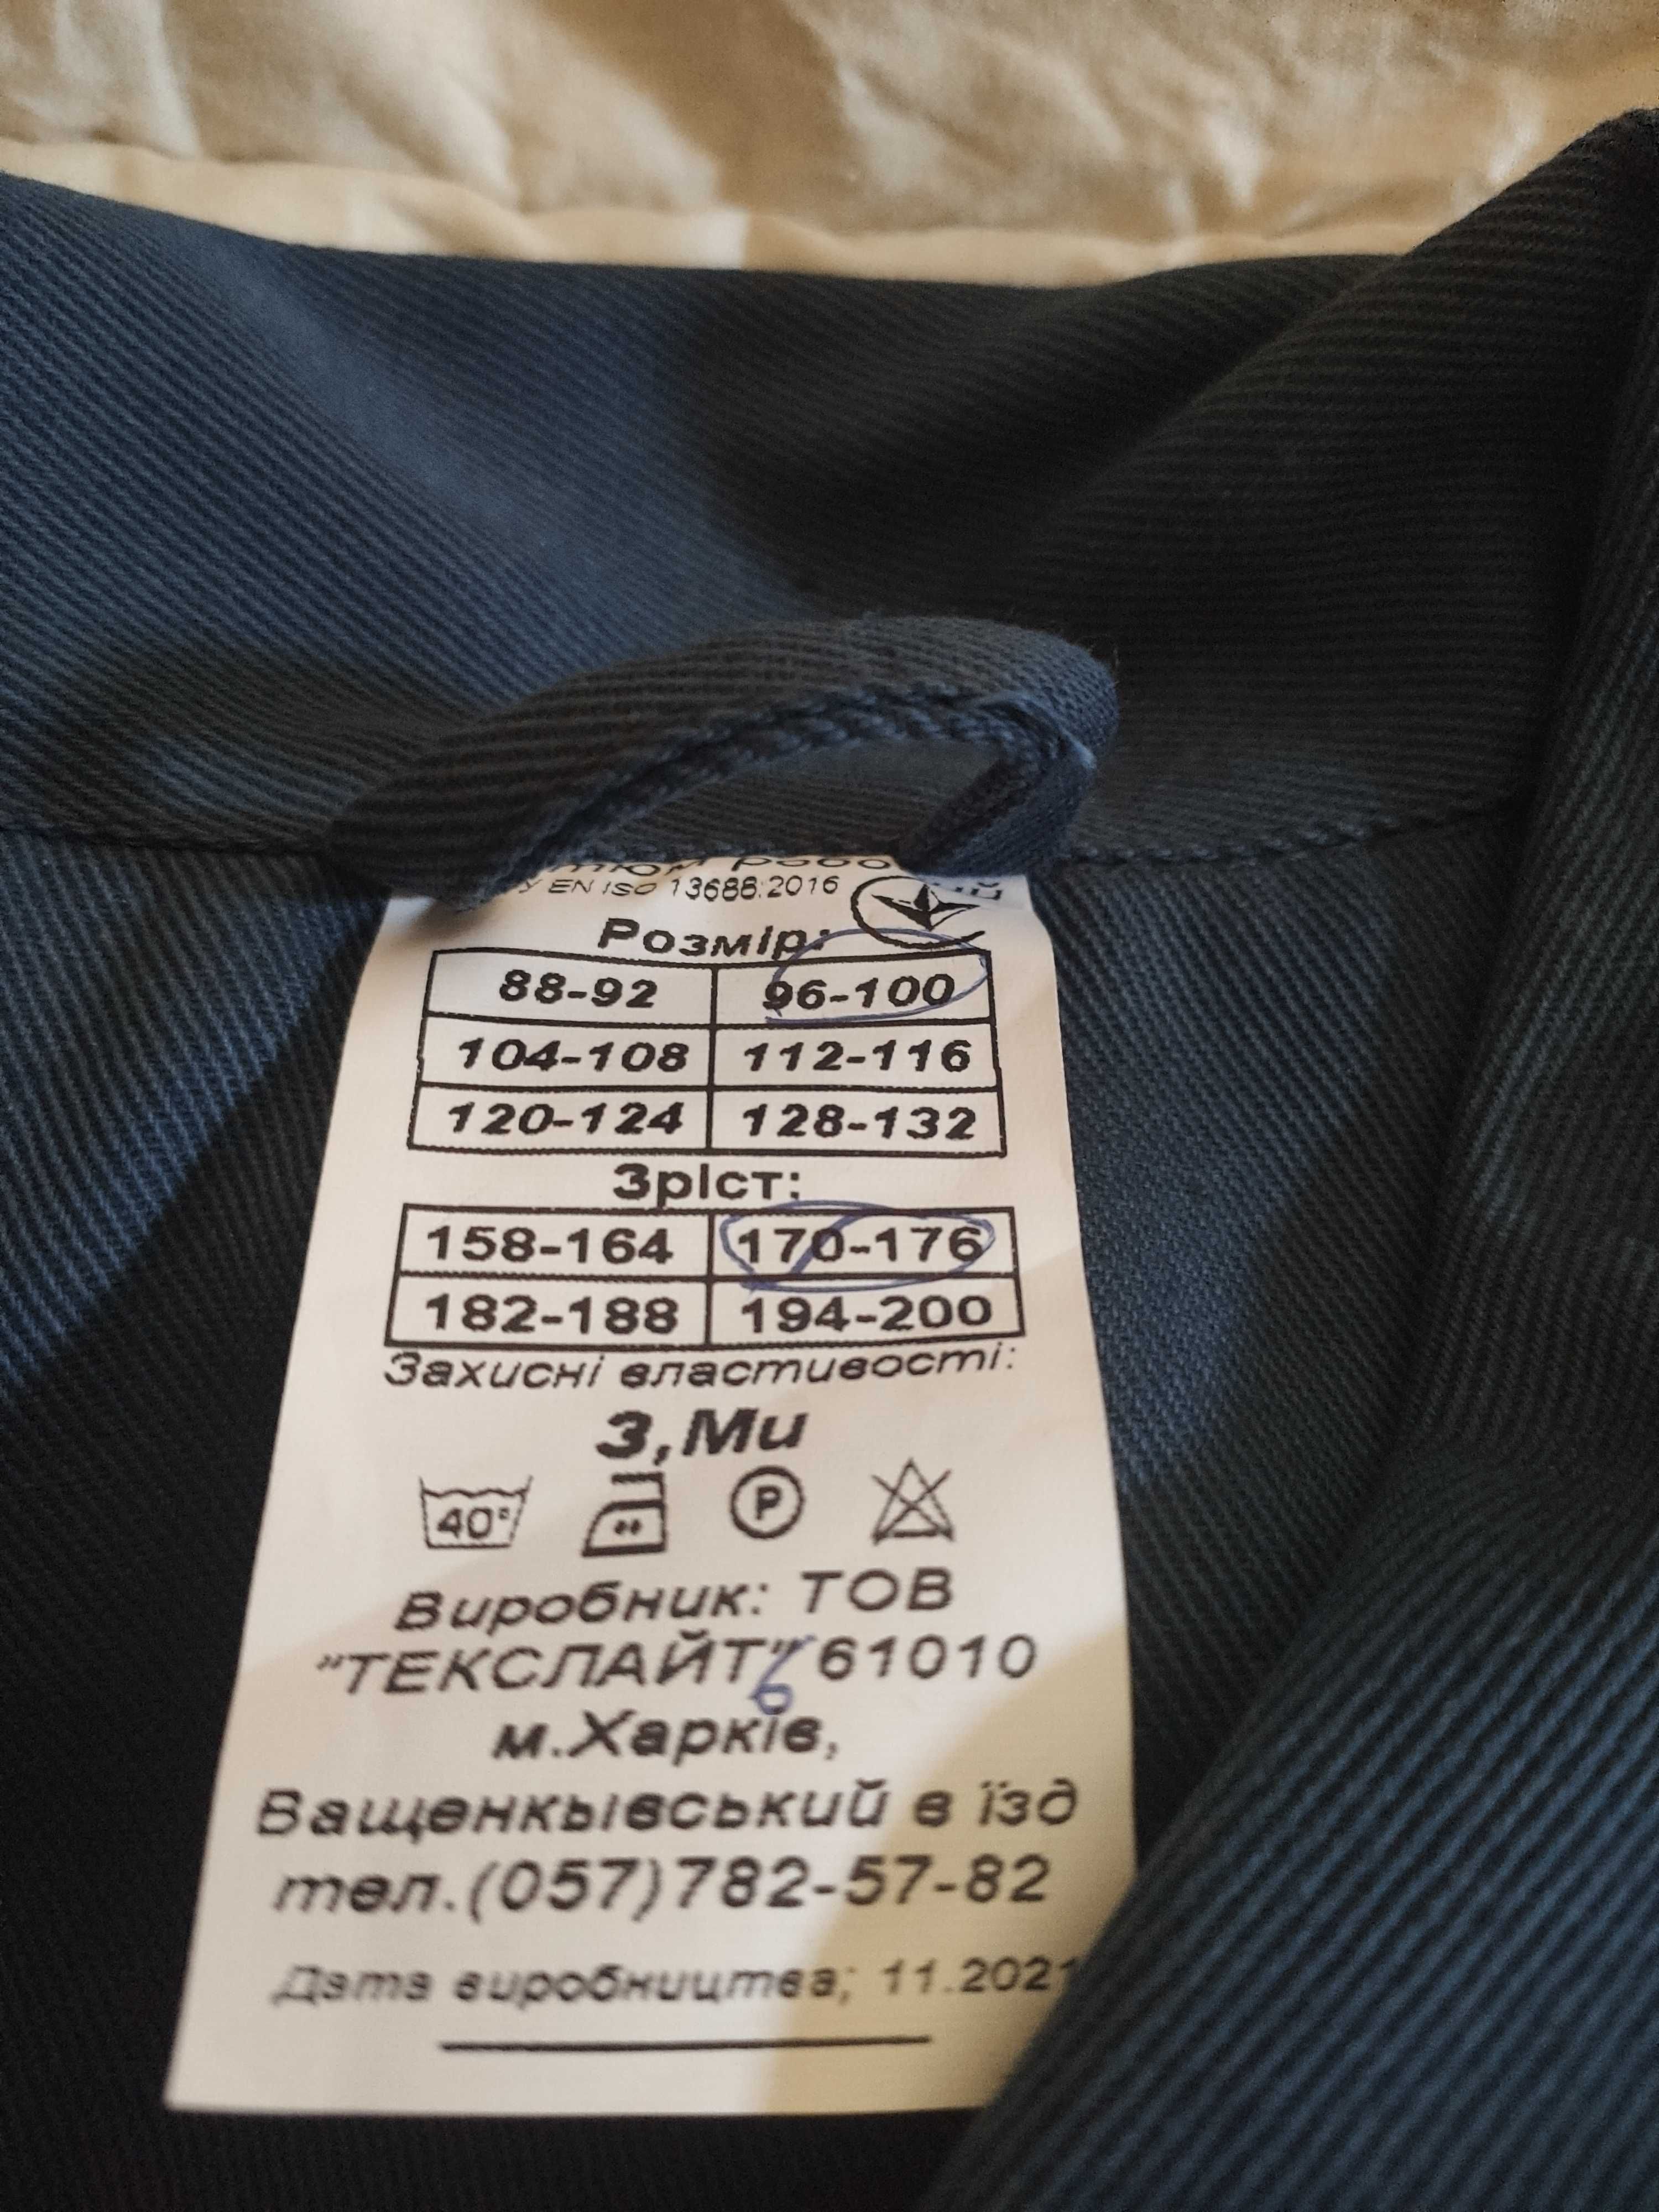 EN ISO 13688:2016
Розмір:
88-92 96-100
104-108 112-116
120-124 128-132
Зріст:
158-164 170-176
182-188 194-200
Захисні властивості:
З,Ми
40° P
Виробник: ТОВ
"ТЕКСЛАЙТ" 61010
м.Харків,
Ващенкывський в їзд
тел.(057)782-57-82
Дата виробництва; 11.2021